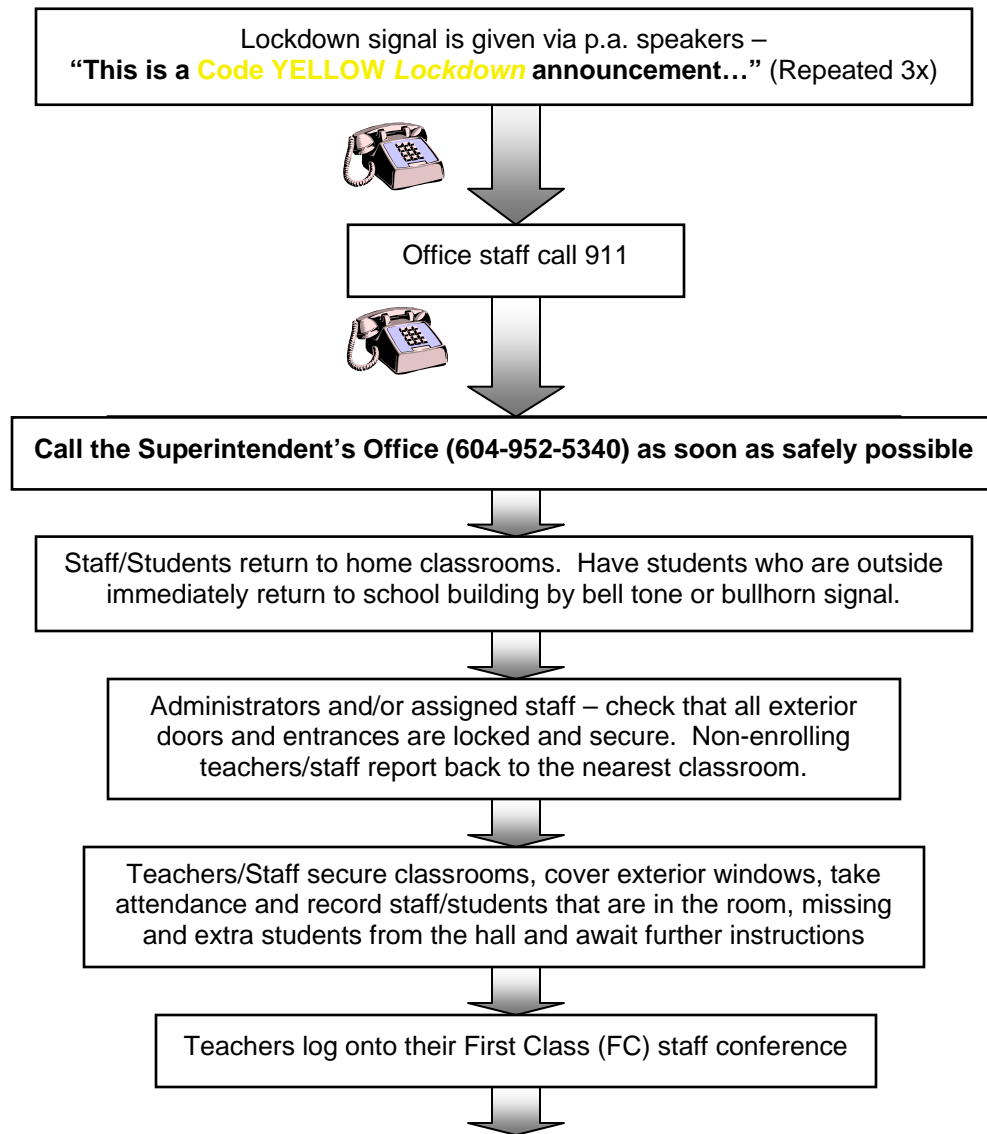 Lockdown signal is given via p.a. speakers –
“This is a Code YELLOW Lockdown announcement…” (Repeated 3x)
Office staff call 911
Call the Superintendent’s Office (604-952-5340) as soon as safely possible
Staff/Students return to home classrooms.  Have students who are outside
immediately return to school building by bell tone or bullhorn signal.
Administrators and/or assigned staff – check that all exterior
doors and entrances are locked and secure.  Non-enrolling
teachers/staff report back to the nearest classroom.
Teachers/Staff secure classrooms, cover exterior windows, take
attendance and record staff/students that are in the room, missing
and extra students from the hall and await further instructions
Teachers log onto their First Class (FC) staff conference